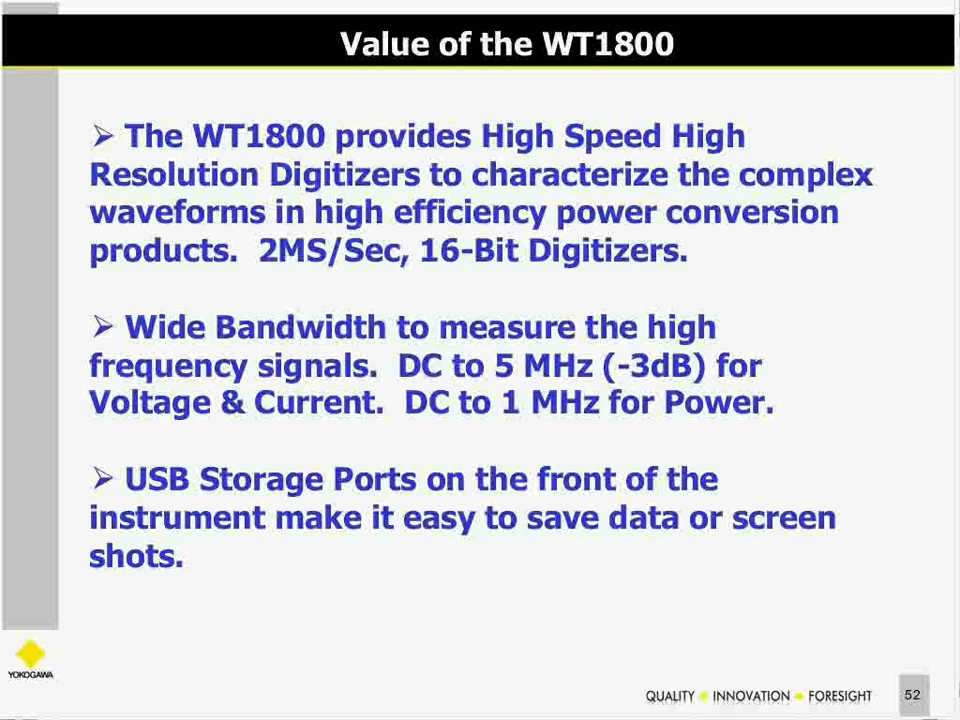 Value of the WT1800
➢ The WT1800 provides High Speed High
Resolution Digitizers to characterize the complex
waveforms in high efficiency power conversion
products.  2MS/Sec, 16-Bit Digitizers.
➢ Wide Bandwidth to measure the high
frequency signals.  DC to 5 MHz (-3dB) for
Voltage & Current.  DC to 1 MHz for Power.
➢ USB Storage Ports on the front of the
instrument make it easy to save data or screen
shots.
YOKOGAWA
QUALITY ◆ INNOVATION ◆ FORESIGHT
52